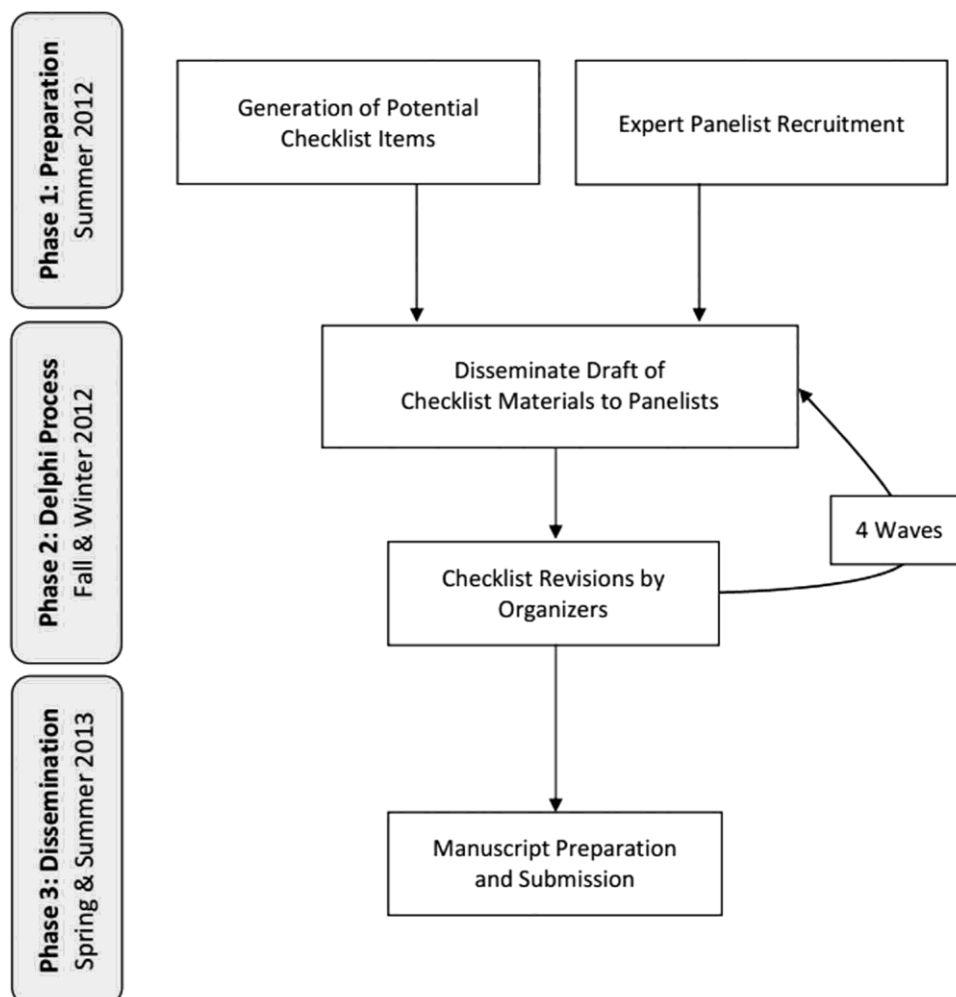 Phase 1: Preparation
Summer 2012
Generation of Potential
Checklist Items
Expert Panelist Recruitment
Phase 2: Delphi Process
Fall & Winter 2012
Disseminate Draft of
Checklist Materials to Panelists
4 Waves
Checklist Revisions by
Organizers
Phase 3: Dissemination
Spring & Summer 2013
Manuscript Preparation
and Submission